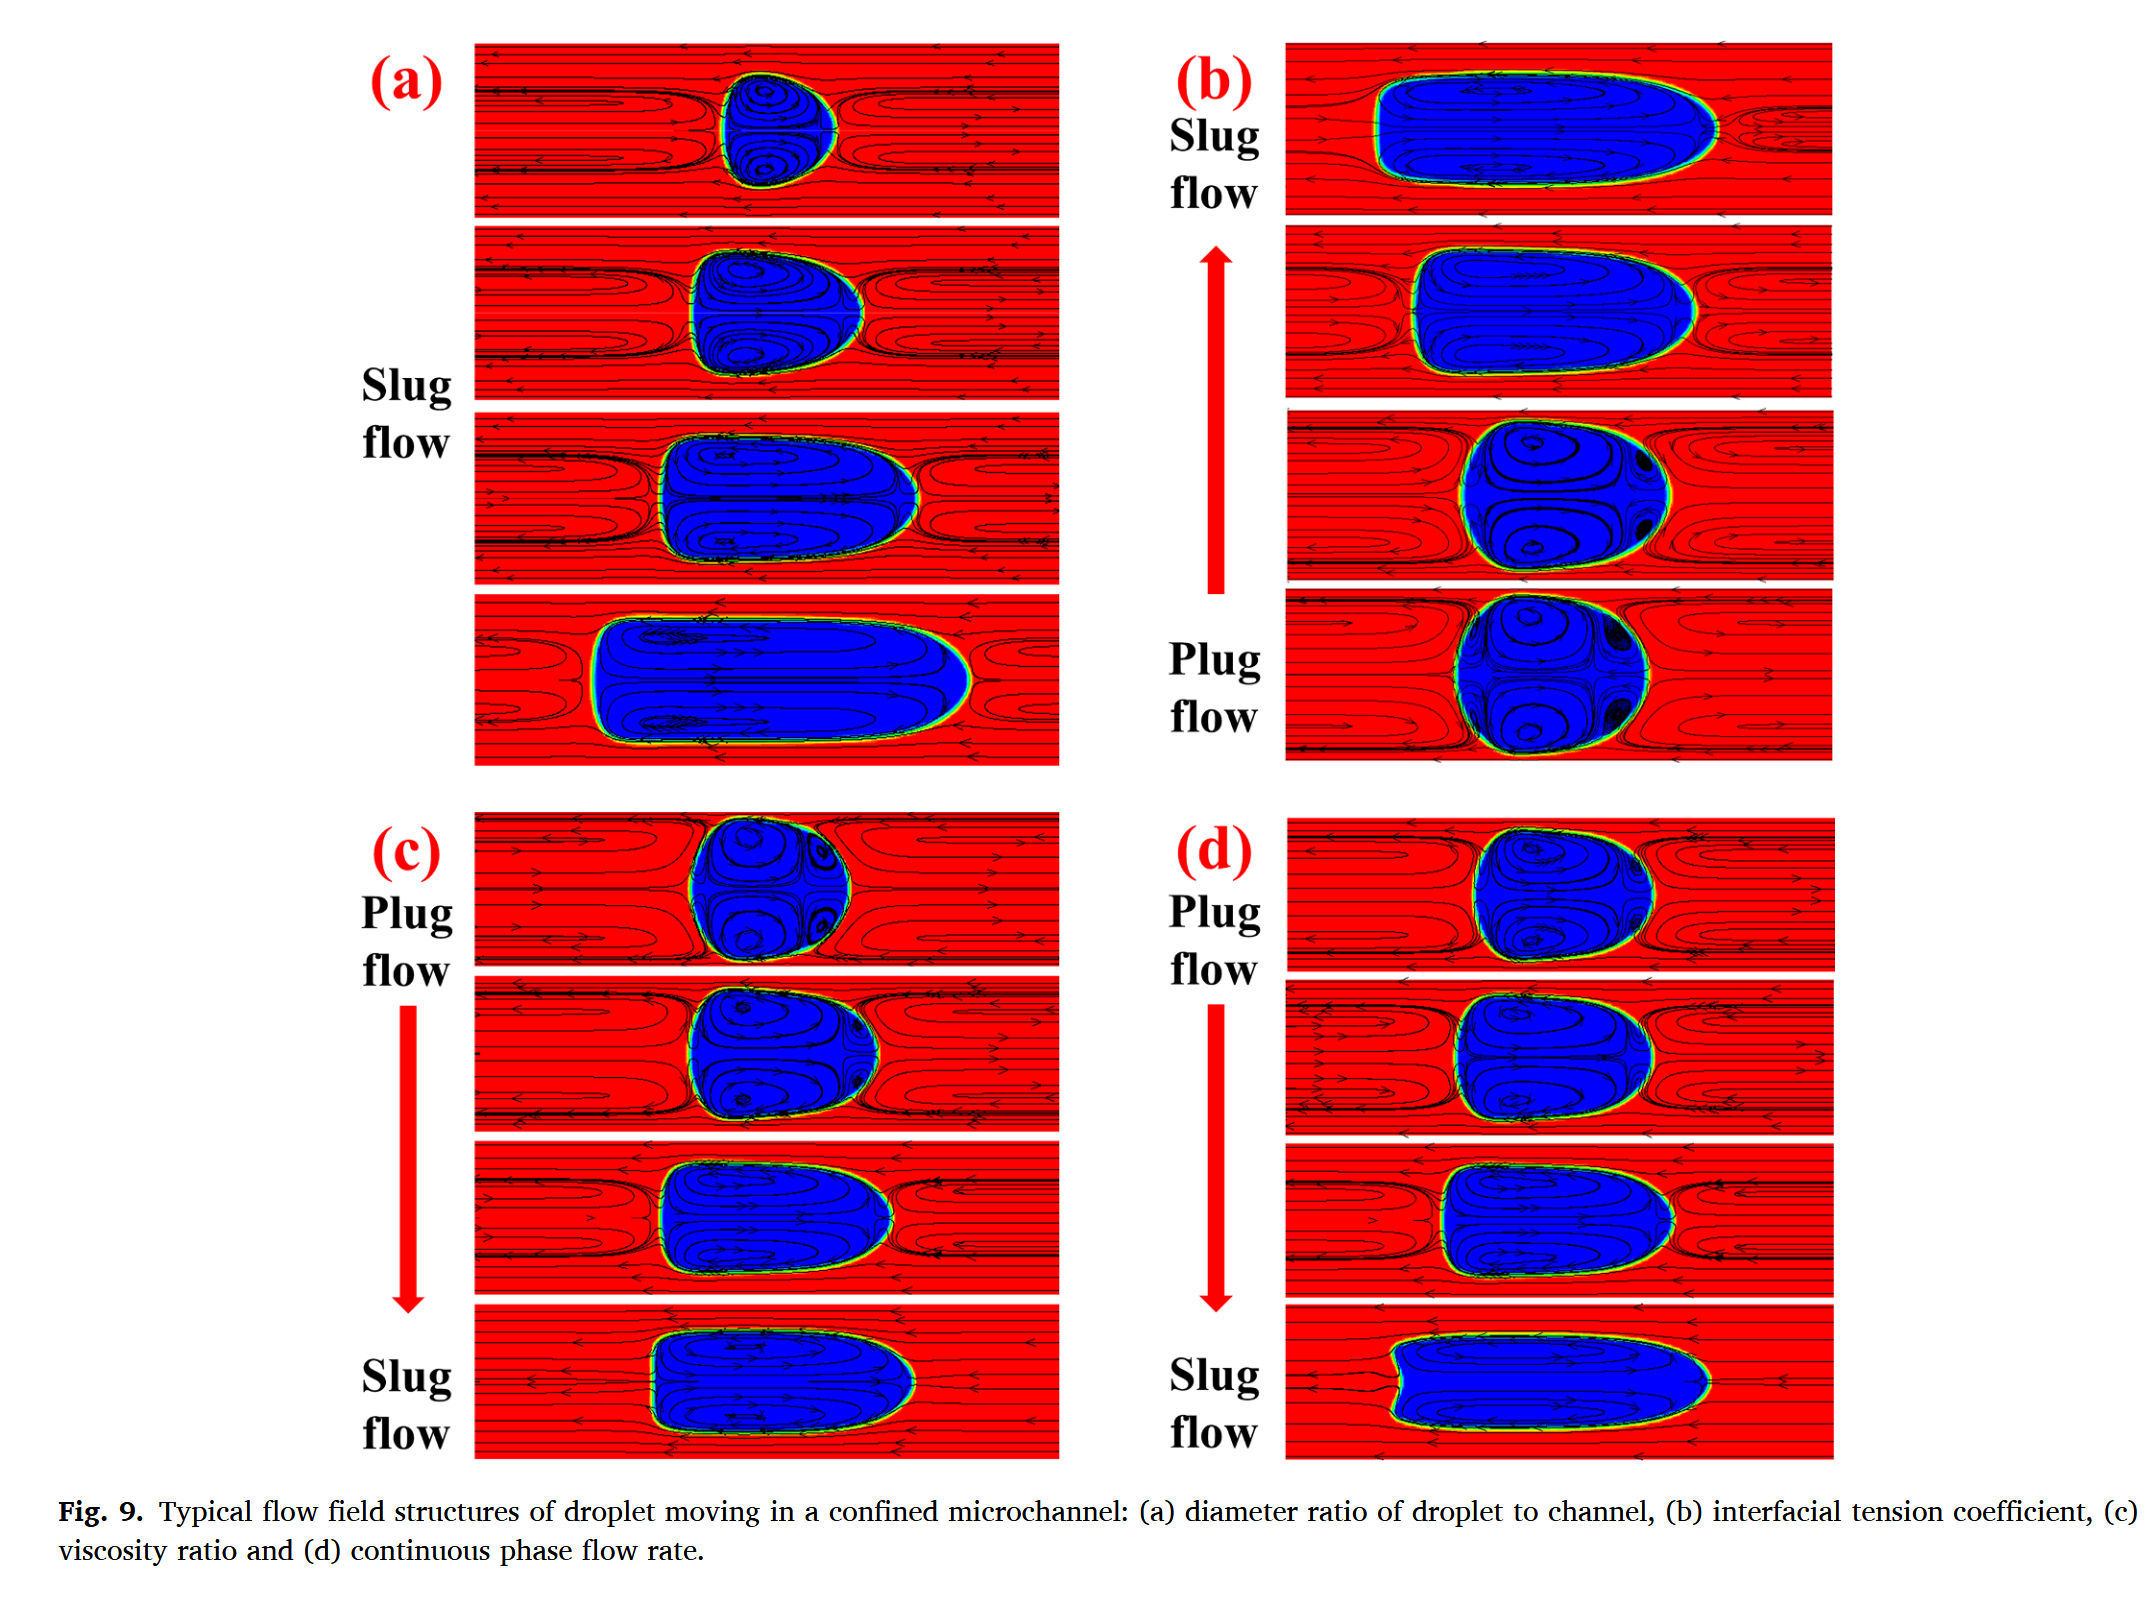 (a)
Slug
flow
(b)
Slug
flow
Plug
flow
(c)
Plug
flow
Slug
flow
(d)
Plug
flow
Slug
flow
Fig. 9. Typical flow field structures of droplet moving in a confined microchannel: (a) diameter ratio of droplet to channel, (b) interfacial tension coefficient, (c)
viscosity ratio and (d) continuous phase flow rate.